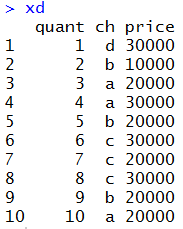 > xd
   quant ch price
1      1  d 30000
2      2  b 10000
3      3  a 20000
4      4  a 30000
5      5  b 20000
6      6  c 30000
7      7  c 20000
8      8  c 30000
9      9  b 20000
10    10  a 20000